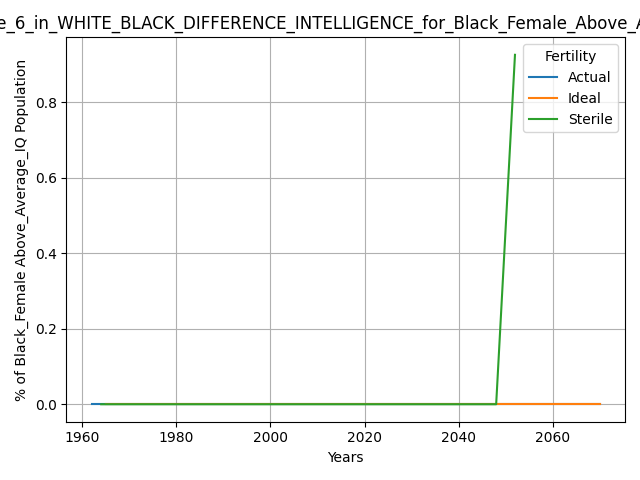 e_6_in_WHITE_BLACK_DIFFERENCE_INTELLIGENCE_for_Black_Female_Above_A
% of Black_Female Above_Average_IQ Population
0.8
0.6
0.4
0.2
0.0
1960 1980 2000 2020 2040 2060
Years
Fertility
Actual
Ideal
Sterile